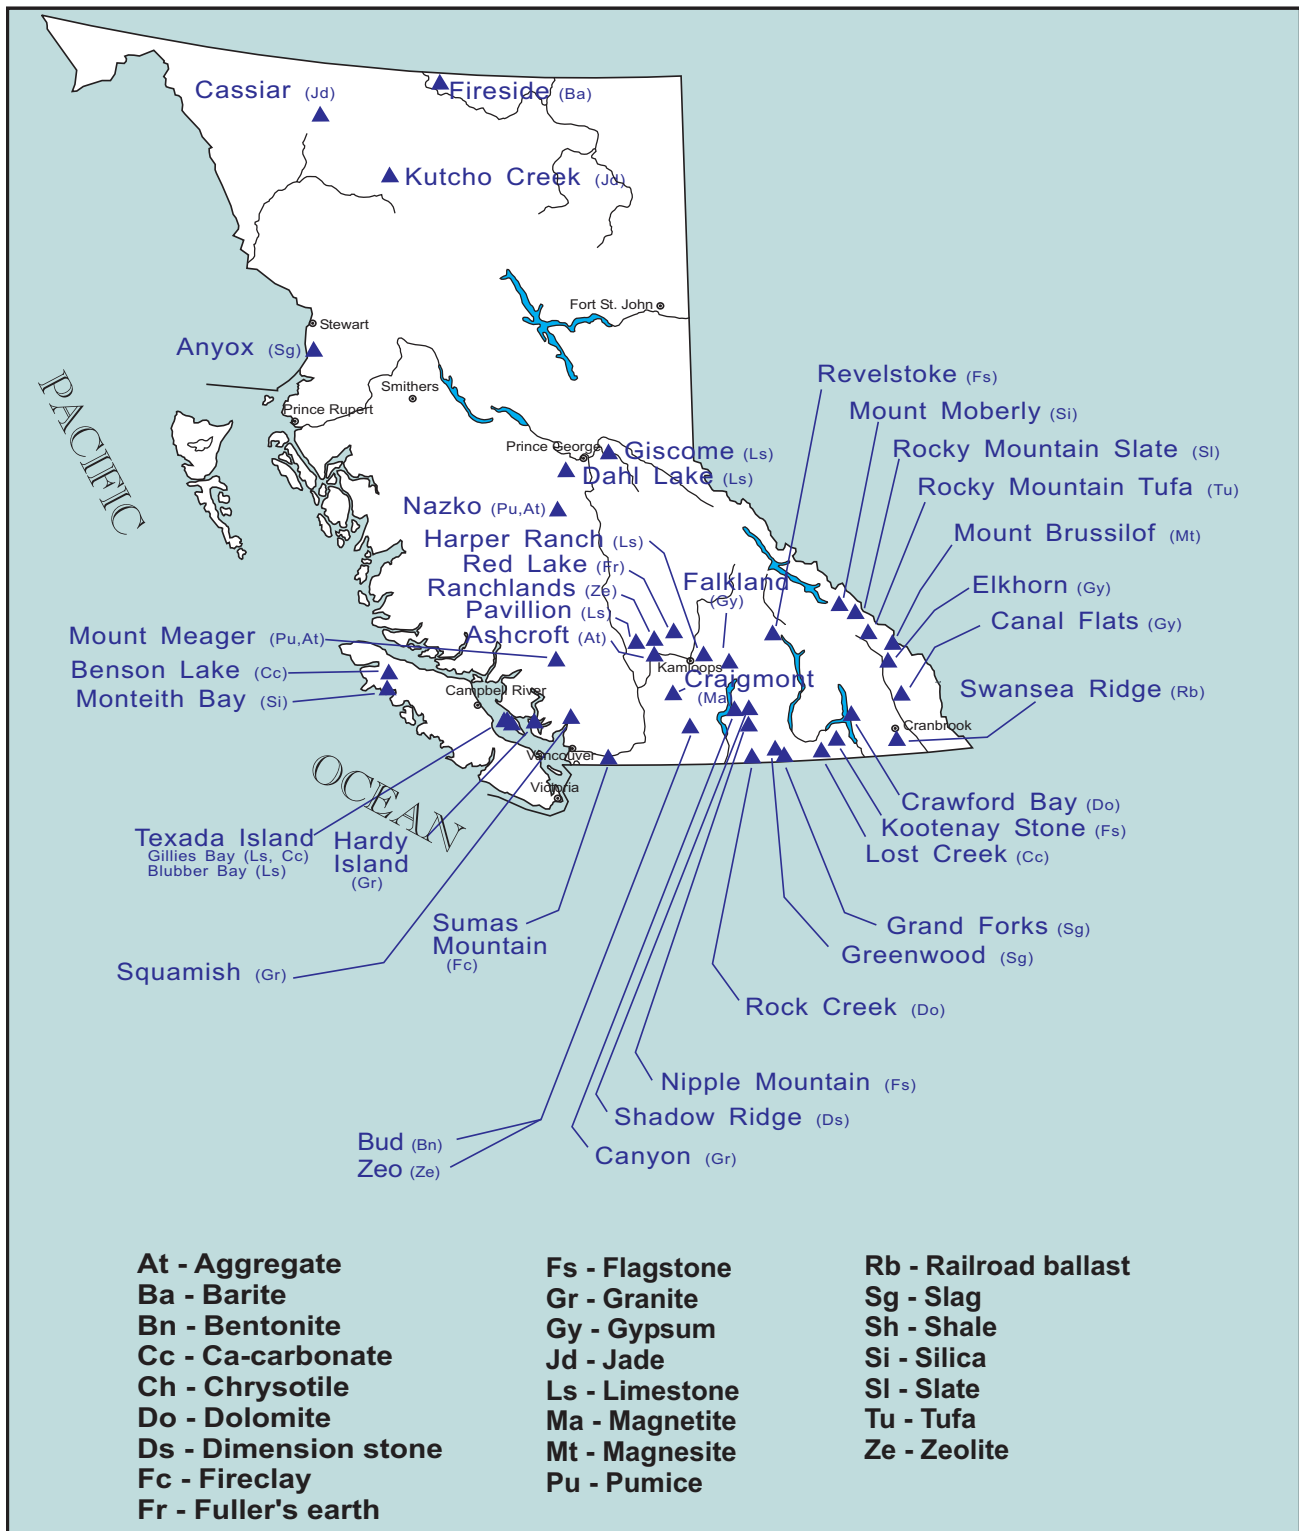 Cassiar (Jd)
Fireside (Ba)
Kutcho Creek (Jd)
Fort St. John
Stewart
Anyox (Sg)
Smithers
Prince Rupert
PACIFIC
Revelstoke (Fs)
Mount Moberly (Si)
Rocky Mountain Slate (Sl)
Rocky Mountain Tufa (Tu)
Mount Brussilof (Mt)
Elkhorn (Gy)
Canal Flats (Gy)
Swansea Ridge (Rb)
Prince George
Giscome (Ls)
Dahl Lake (Ls)
Nazko (Pu,At)
Harper Ranch (Ls)
Red Lake (Fr)
Ranchlands (Ze)
Pavillion (Ls)
Ashcroft (At)
Falkland
(Gy)
Kamloops
Craigmont
(Ma)
Mount Meager (Pu,At)
Benson Lake (Cc)
Monteith Bay (Si)
Campbell River
Cranbrook
Vancouver
Victoria
OCEAN
Texada Island
Gillies Bay (Ls, Cc)
Blubber Bay (Ls)
Hardy
Island
(Gr)
Crawford Bay (Do)
Kootenay Stone (Fs)
Lost Creek (Cc)
Sumas
Mountain
(Fc)
Grand Forks (Sg)
Greenwood (Sg)
Squamish (Gr)
Rock Creek (Do)
Nipple Mountain (Fs)
Shadow Ridge (Ds)
Canyon (Gr)
Bud (Bn)
Zeo (Ze)
At - Aggregate
Ba - Barite
Bn - Bentonite
Cc - Ca-carbonate
Ch - Chrysotile
Do - Dolomite
Ds - Dimension stone
Fc - Fireclay
Fr - Fuller's earth
Fs - Flagstone
Gr - Granite
Gy - Gypsum
Jd - Jade
Ls - Limestone
Ma - Magnetite
Mt - Magnesite
Pu - Pumice
Rb - Railroad ballast
Sg - Slag
Sh - Shale
Si - Silica
Sl - Slate
Tu - Tufa
Ze - Zeolite